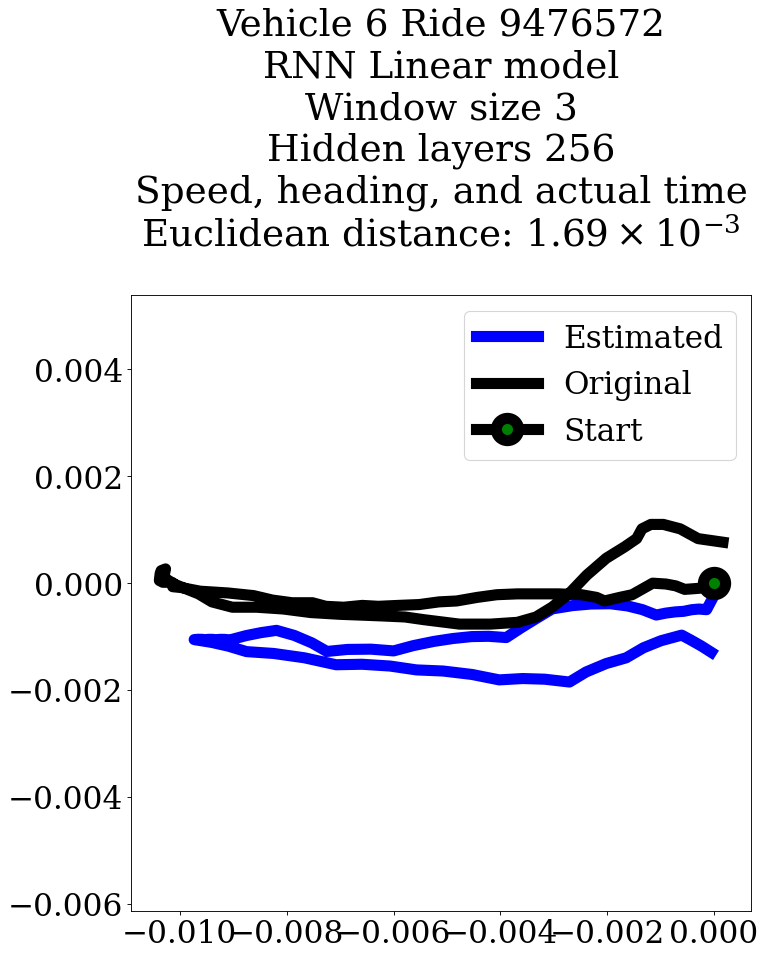 Vehicle 6 Ride 9476572
RNN Linear model
Window size 3
Hidden layers 256
Speed, heading, and actual time
Euclidean distance: 1.69 × 10⁻³
Estimated
Original
Start
0.004
0.002
0.000
−0.002
−0.004
−0.006
−0.010 −0.008 −0.006 −0.004 −0.002 0.000